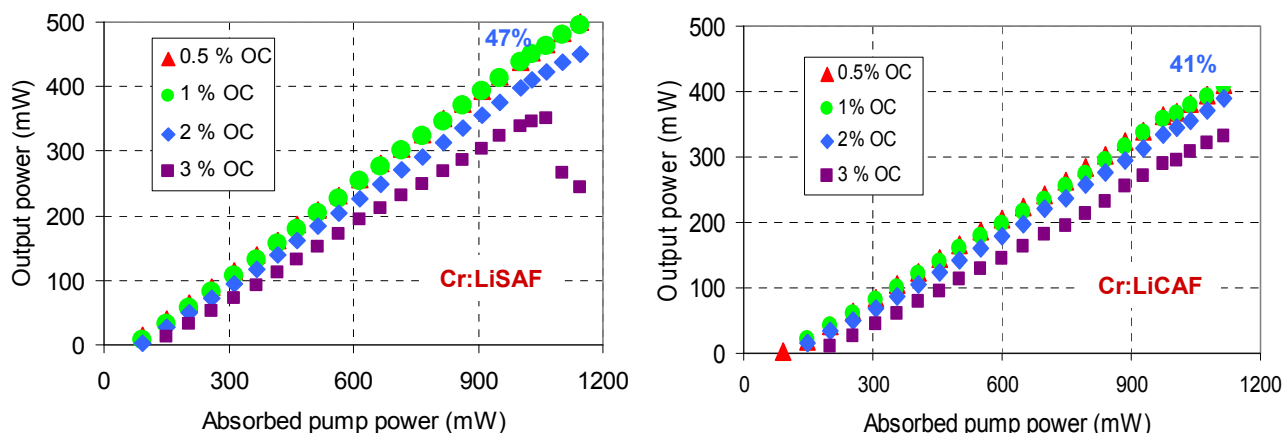 500
400
300
200
100
0
Output power (mW)
0.5 % OC
1 % OC
2 % OC
3 % OC
47%
Cr:LiSAF
0 300 600 900 1200
Absorbed pump power (mW)
500
400
300
200
100
0
Output power (mW)
0.5% OC
1% OC
2% OC
3 % OC
41%
Cr:LiCAF
0 300 600 900 1200
Absorbed pump power (mW)